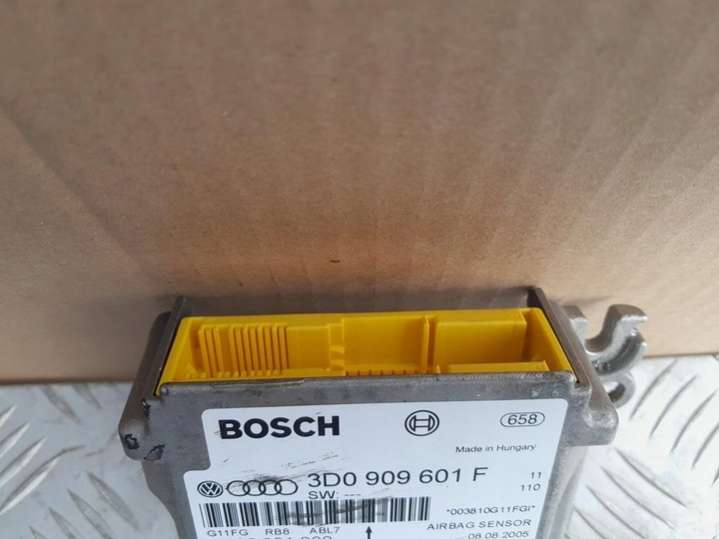 BOSCH
658
Made in Hungary
3D0 909 601 F
11
SW: ---
110
*003810G11FGI*
G11FG RB8 ABL7
AIRBAG SENSOR
08.08.2005